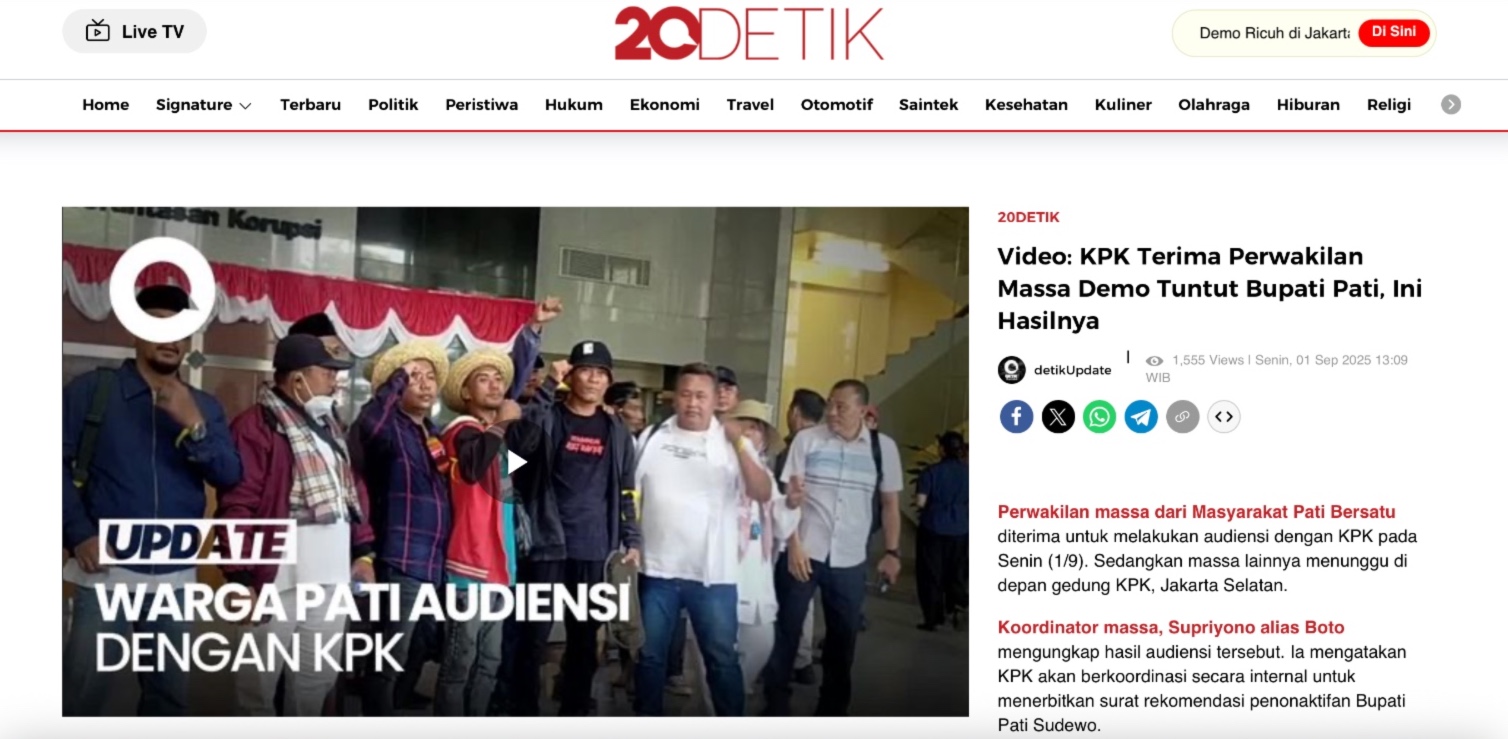 Live TV
20DETIK
Demo Ricuh di Jakarta
Di Sini
Home Signature Terbaru Politik Peristiwa Hukum Ekonomi Travel Otomotif Saintek Kesehatan Kuliner Olahraga Hiburan Religi
Korupsi
UPDATE
WARGA PATI AUDIENSI
DENGAN KPK
20DETIK
Video: KPK Terima Perwakilan
Massa Demo Tuntut Bupati Pati, Ini
Hasilnya
detikUpdate | 1,555 Views | Senin, 01 Sep 2025 13:09
WIB
Perwakilan massa dari Masyarakat Pati Bersatu
diterima untuk melakukan audiensi dengan KPK pada
Senin (1/9). Sedangkan massa lainnya menunggu di
depan gedung KPK, Jakarta Selatan.
Koordinator massa, Supriyono alias Boto
mengungkap hasil audiensi tersebut. Ia mengatakan
KPK akan berkoordinasi secara internal untuk
menerbitkan surat rekomendasi penonaktifan Bupati
Pati Sudewo.